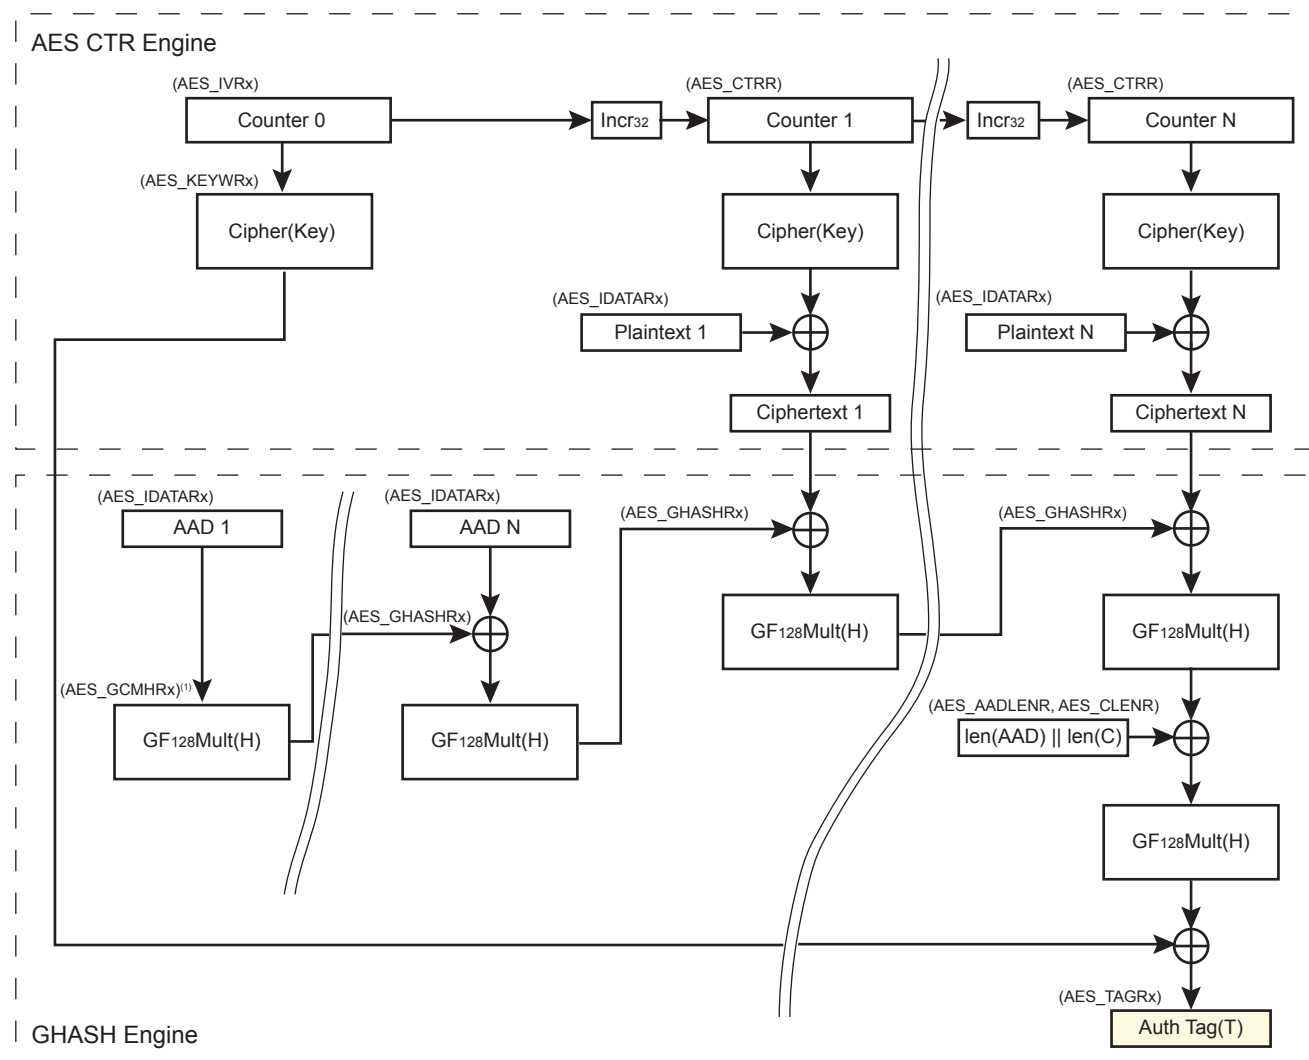 AES CTR Engine
(AES_IVRx)
(AES_CTRR)
(AES_CTRR)
Counter 0
Incr32
Counter 1
Incr32
Counter N
(AES_KEYWRx)
Cipher(Key)
Cipher(Key)
Cipher(Key)
(AES_IDATARx)
(AES_IDATARx)
Plaintext 1
Plaintext N
Ciphertext 1
Ciphertext N
(AES_IDATARx)
(AES_IDATARx)
(AES_GHASHRx)
(AES_GHASHRx)
AAD 1
AAD N
(AES_GHASHRx)
GF128Mult(H)
GF128Mult(H)
(AES_GCMHRx)(1)
(AES_AADLENR, AES_CLENR)
GF128Mult(H)
GF128Mult(H)
len(AAD) || len(C)
GF128Mult(H)
(AES_TAGRx)
Auth Tag(T)
GHASH Engine